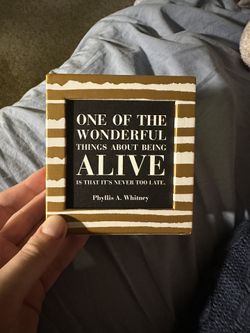 ONE OF THE
WONDERFUL
THINGS ABOUT BEING
ALIVE
IS THAT IT'S NEVER TOO LATE.
Phyllis A. Whitney